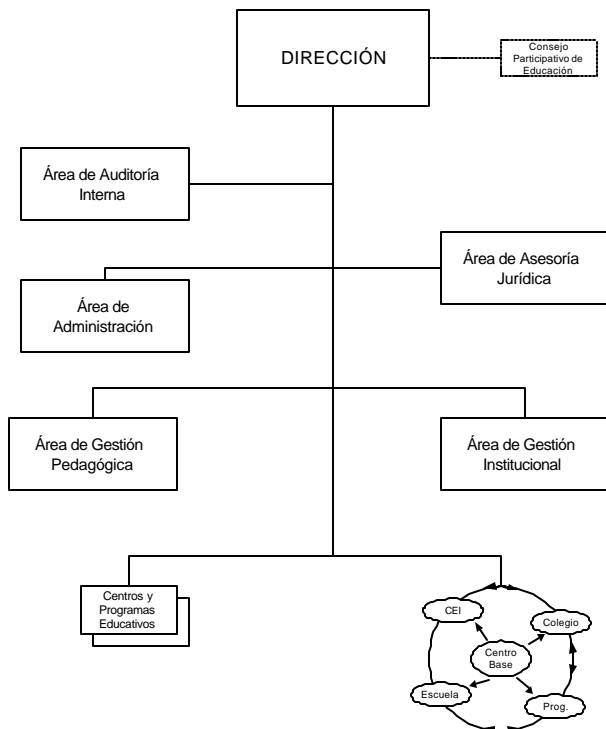 DIRECCIÓN
Consejo
Participativo de
Educación
Área de Auditoría
Interna
Área de Asesoría
Jurídica
Área de
Administración
Área de Gestión
Pedagógica
Área de Gestión
Institucional
Centros y
Programas
Educativos
CEI
Colegio
Centro
Base
Escuela
Prog.